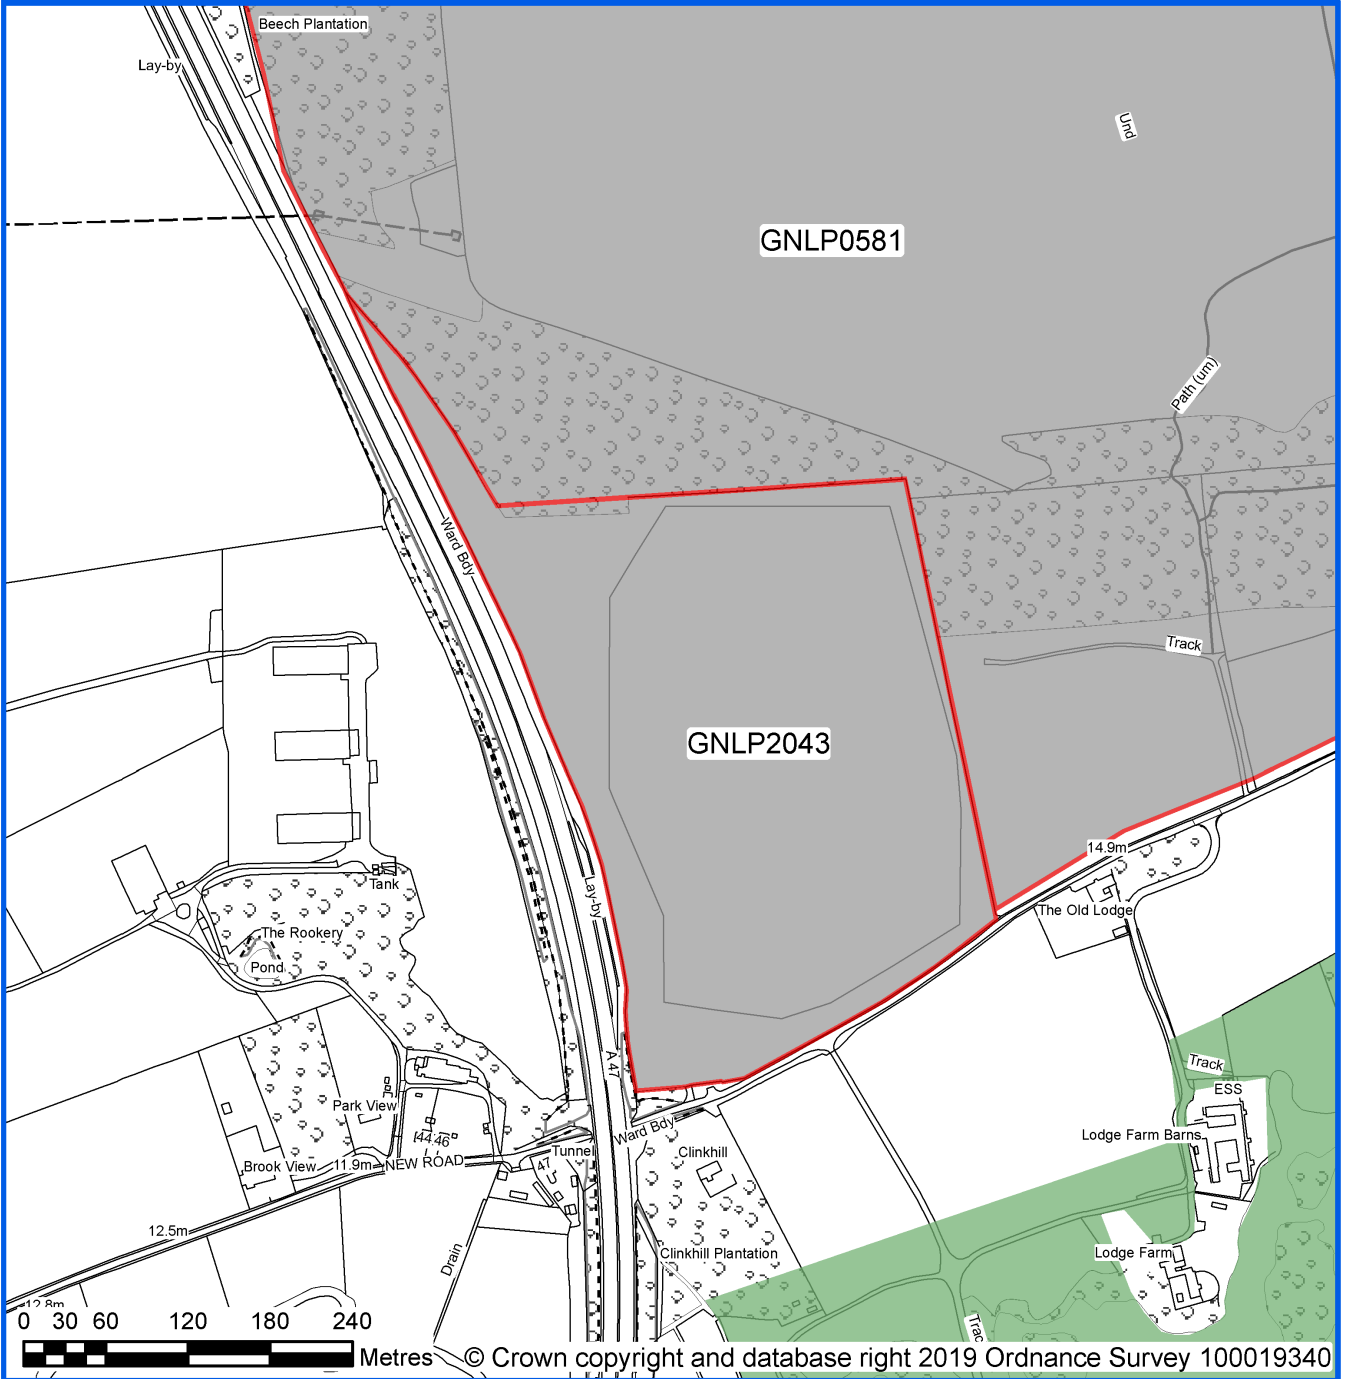 Beech Plantation
Lay-by
Und
GNLP0581
Path (um)
Ward Bdy
Track
GNLP2043
14.9m
Tank
Lay-by
The Old Lodge
The Rookery
Pond
A 47
Track
ESS
Park View
44
46
Ward Bdy
Lodge Farm Barns
Tunnel
Clinkhill
Brook View
11.9m
NEW ROAD
47
12.5m
Drain
Clinkhill Plantation
Lodge Farm
12.8m
0 30 60 120 180 240
Metres
Trac
© Crown copyright and database right 2019 Ordnance Survey 100019340